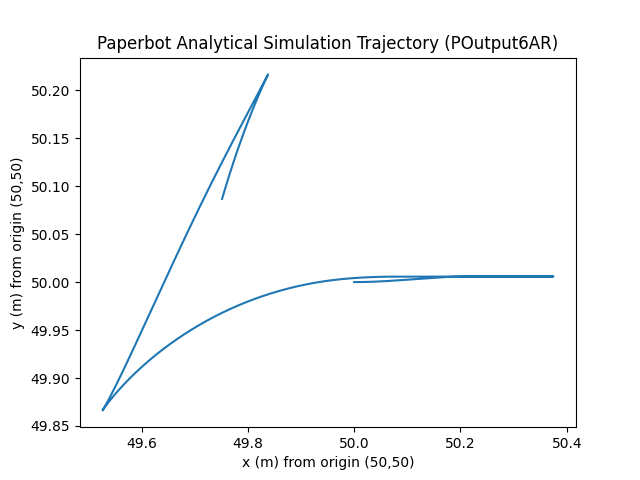 Paperbot Analytical Simulation Trajectory (POutput6AR)
y (m) from origin (50,50)
50.20
50.15
50.10
50.05
50.00
49.95
49.90
49.85
49.6 49.8 50.0 50.2 50.4
x (m) from origin (50,50)